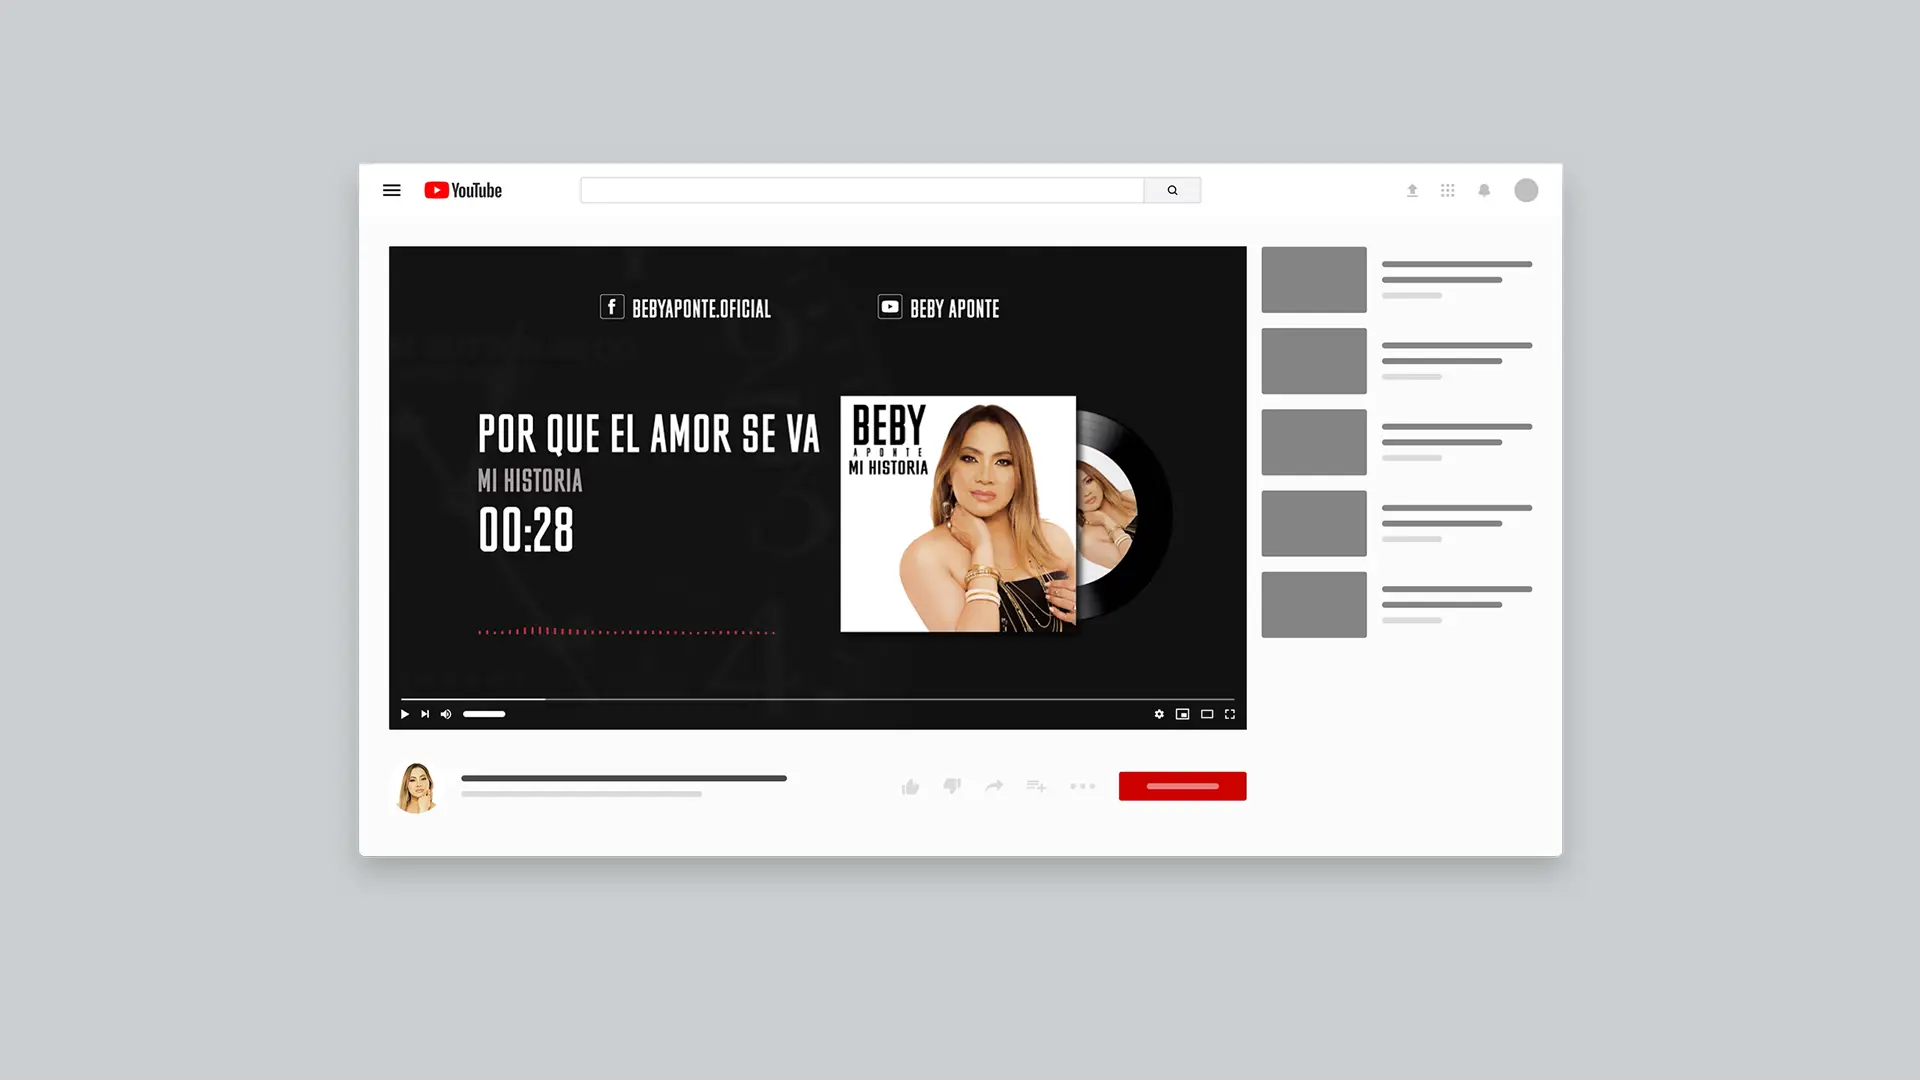 YouTube
BEBYAPONTE.OFICIAL
BEBY APONTE
POR QUE EL AMOR SE VA
MI HISTORIA
00:28
BEBY
APONTE
MI HISTORIA